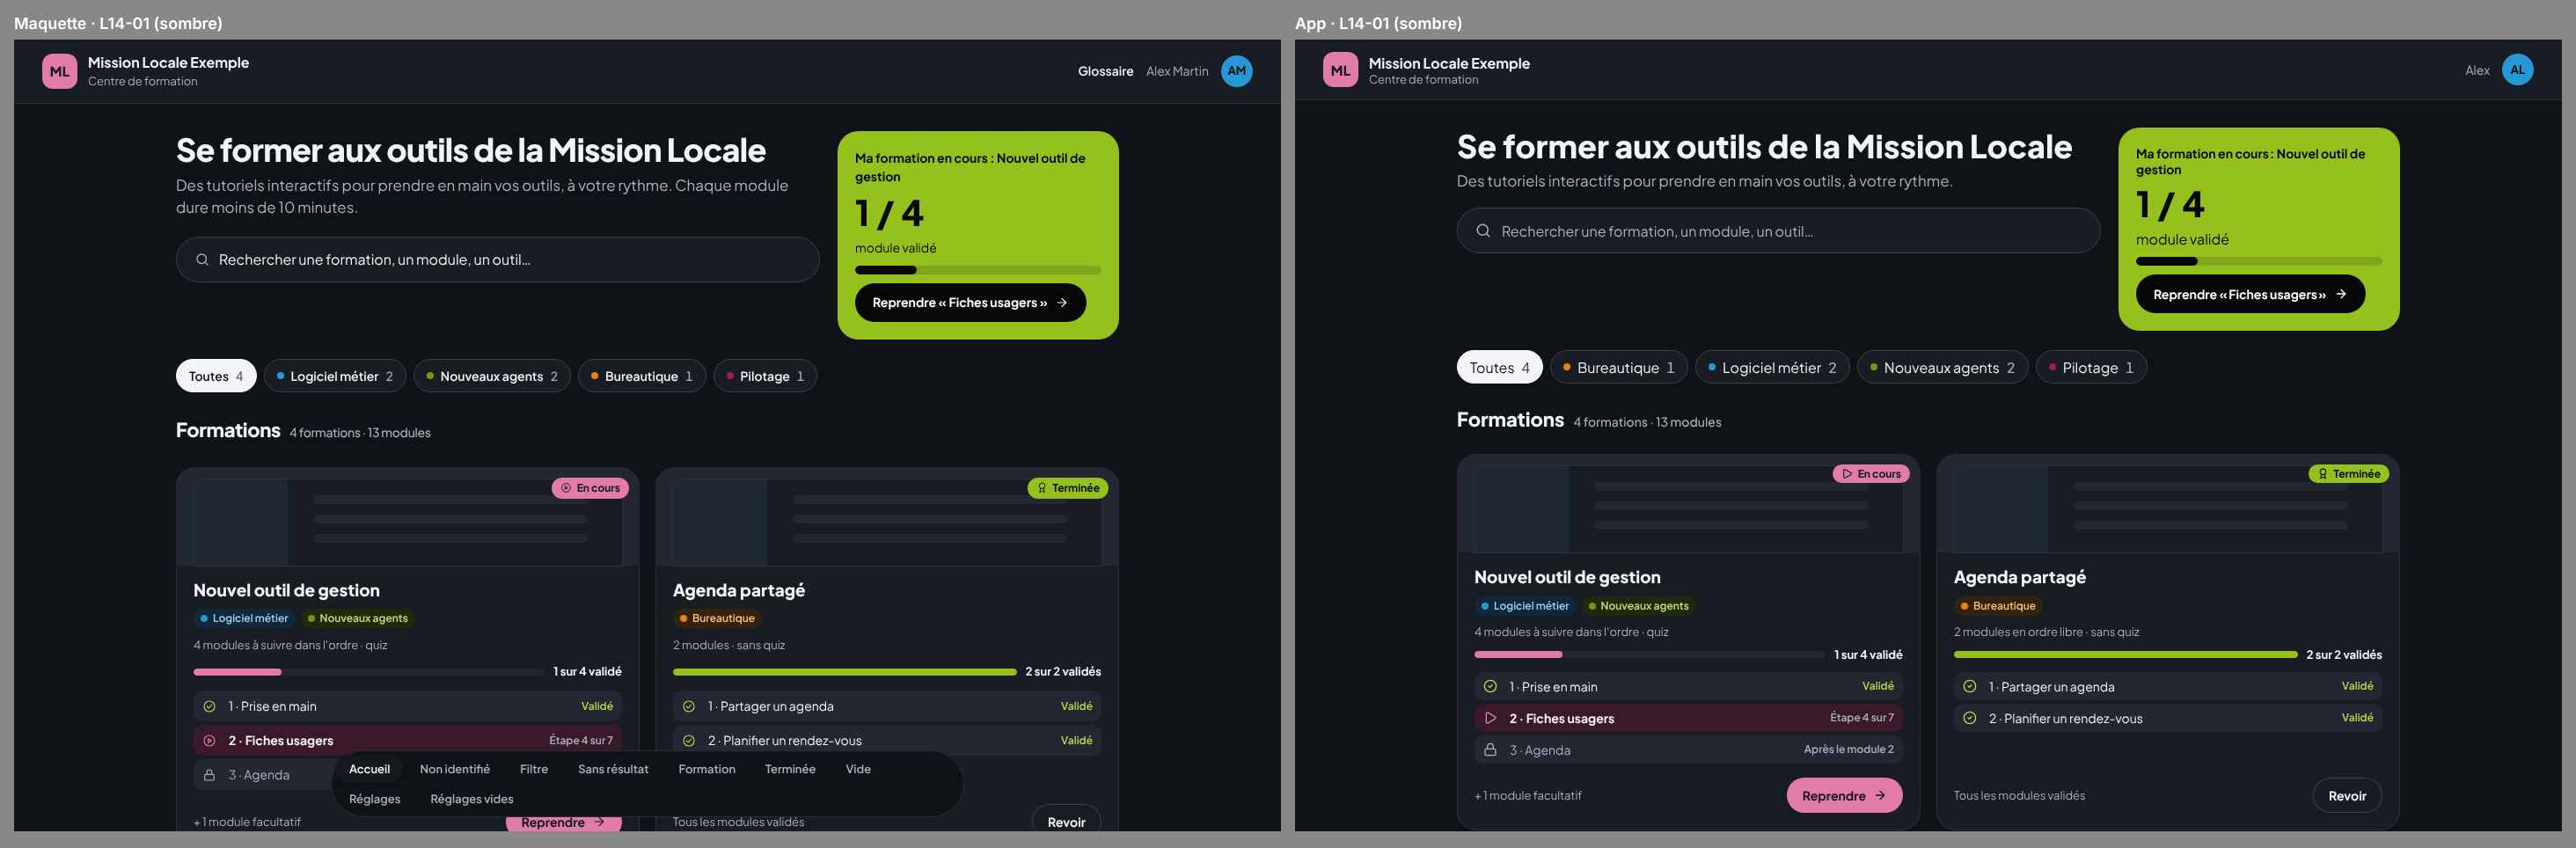 Maquette · L14-01 (sombre)
ML
Mission Locale Exemple
Centre de formation
Glossaire
Alex Martin
AM
Se former aux outils de la Mission Locale
Des tutoriels interactifs pour prendre en main vos outils, à votre rythme. Chaque module
dure moins de 10 minutes.
Rechercher une formation, un module, un outil…
Ma formation en cours : Nouvel outil de
gestion
1 / 4
module validé
Reprendre « Fiches usagers »
Toutes 4
Logiciel métier 2
Nouveaux agents 2
Bureautique 1
Pilotage 1
Formations
4 formations · 13 modules
En cours
Nouvel outil de gestion
Logiciel métier
Nouveaux agents
4 modules à suivre dans l'ordre · quiz
1 sur 4 validé
1 · Prise en main
Validé
2 · Fiches usagers
Étape 4 sur 7
3 · Agenda
+ 1 module facultatif
Reprendre
Terminée
Agenda partagé
Bureautique
2 modules · sans quiz
2 sur 2 validés
1 · Partager un agenda
Validé
2 · Planifier un rendez-vous
Validé
Tous les modules validés
Revoir
Accueil
Non identifié
Filtre
Sans résultat
Formation
Terminée
Vide
Réglages
Réglages vides
App · L14-01 (sombre)
ML
Mission Locale Exemple
Centre de formation
Alex
AL
Se former aux outils de la Mission Locale
Des tutoriels interactifs pour prendre en main vos outils, à votre rythme.
Rechercher une formation, un module, un outil…
Ma formation en cours : Nouvel outil de
gestion
1 / 4
module validé
Reprendre « Fiches usagers »
Toutes 4
Bureautique 1
Logiciel métier 2
Nouveaux agents 2
Pilotage 1
Formations
4 formations · 13 modules
En cours
Nouvel outil de gestion
Logiciel métier
Nouveaux agents
4 modules à suivre dans l'ordre · quiz
1 sur 4 validé
1 · Prise en main
Validé
2 · Fiches usagers
Étape 4 sur 7
3 · Agenda
Après le module 2
+ 1 module facultatif
Reprendre
Terminée
Agenda partagé
Bureautique
2 modules en ordre libre · sans quiz
2 sur 2 validés
1 · Partager un agenda
Validé
2 · Planifier un rendez-vous
Validé
Tous les modules validés
Revoir